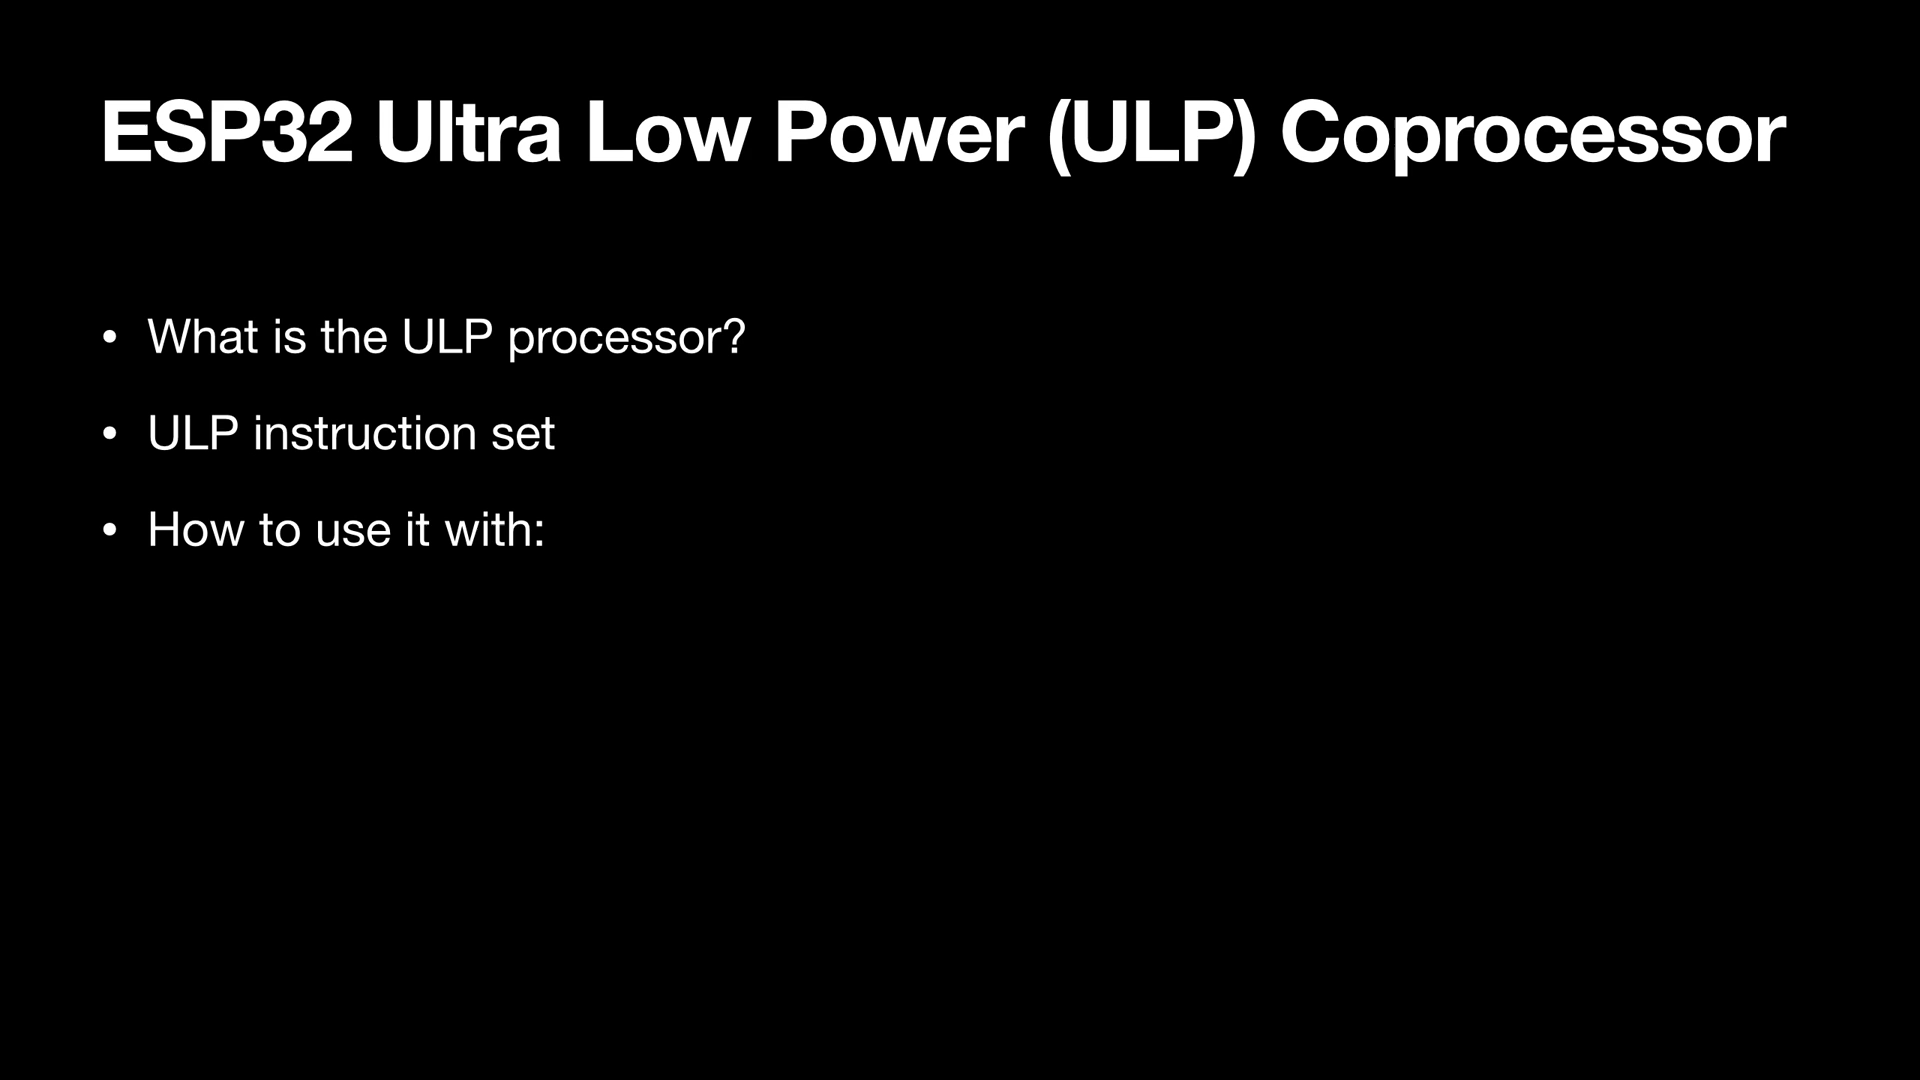 ESP32 Ultra Low Power (ULP) Coprocessor
• What is the ULP processor?
• ULP instruction set
• How to use it with: